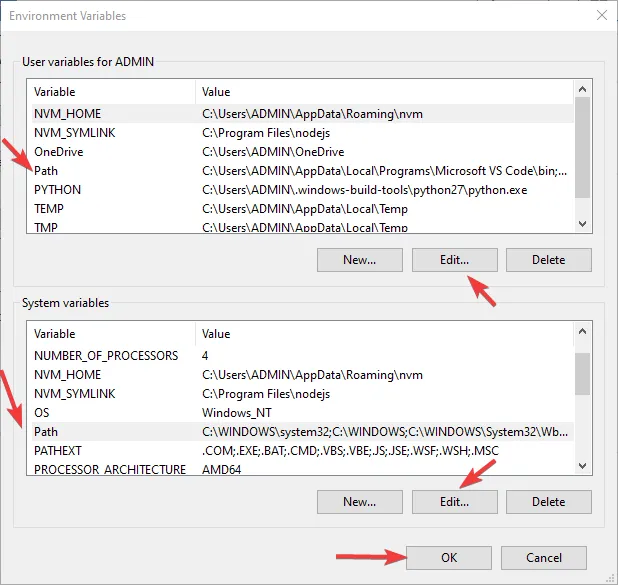 Environment Variables
User variables for ADMIN
Variable Value
NVM_HOME C:\Users\ADMIN\AppData\Roaming\nvm
NVM_SYMLINK C:\Program Files\nodejs
OneDrive C:\Users\ADMIN\OneDrive
Path C:\Users\ADMIN\AppData\Local\Programs\Microsoft VS Code\bin;...
PYTHON C:\Users\ADMIN\.windows-build-tools\python27\python.exe
TEMP C:\Users\ADMIN\AppData\Local\Temp
TMP C:\Users\ADMIN\AppData\Local\Temp
New... Edit... Delete
System variables
Variable Value
NUMBER_OF_PROCESSORS 4
NVM_HOME C:\Users\ADMIN\AppData\Roaming\nvm
NVM_SYMLINK C:\Program Files\nodejs
OS Windows_NT
Path C:\WINDOWS\system32;C:\WINDOWS;C:\WINDOWS\System32\Wb...
PATHEXT .COM;.EXE;.BAT;.CMD;.VBS;.VBE;.JS;.JSE;.WSF;.WSH;.MSC
PROCESSOR_ARCHITECTURE AMD64
New... Edit... Delete
OK Cancel